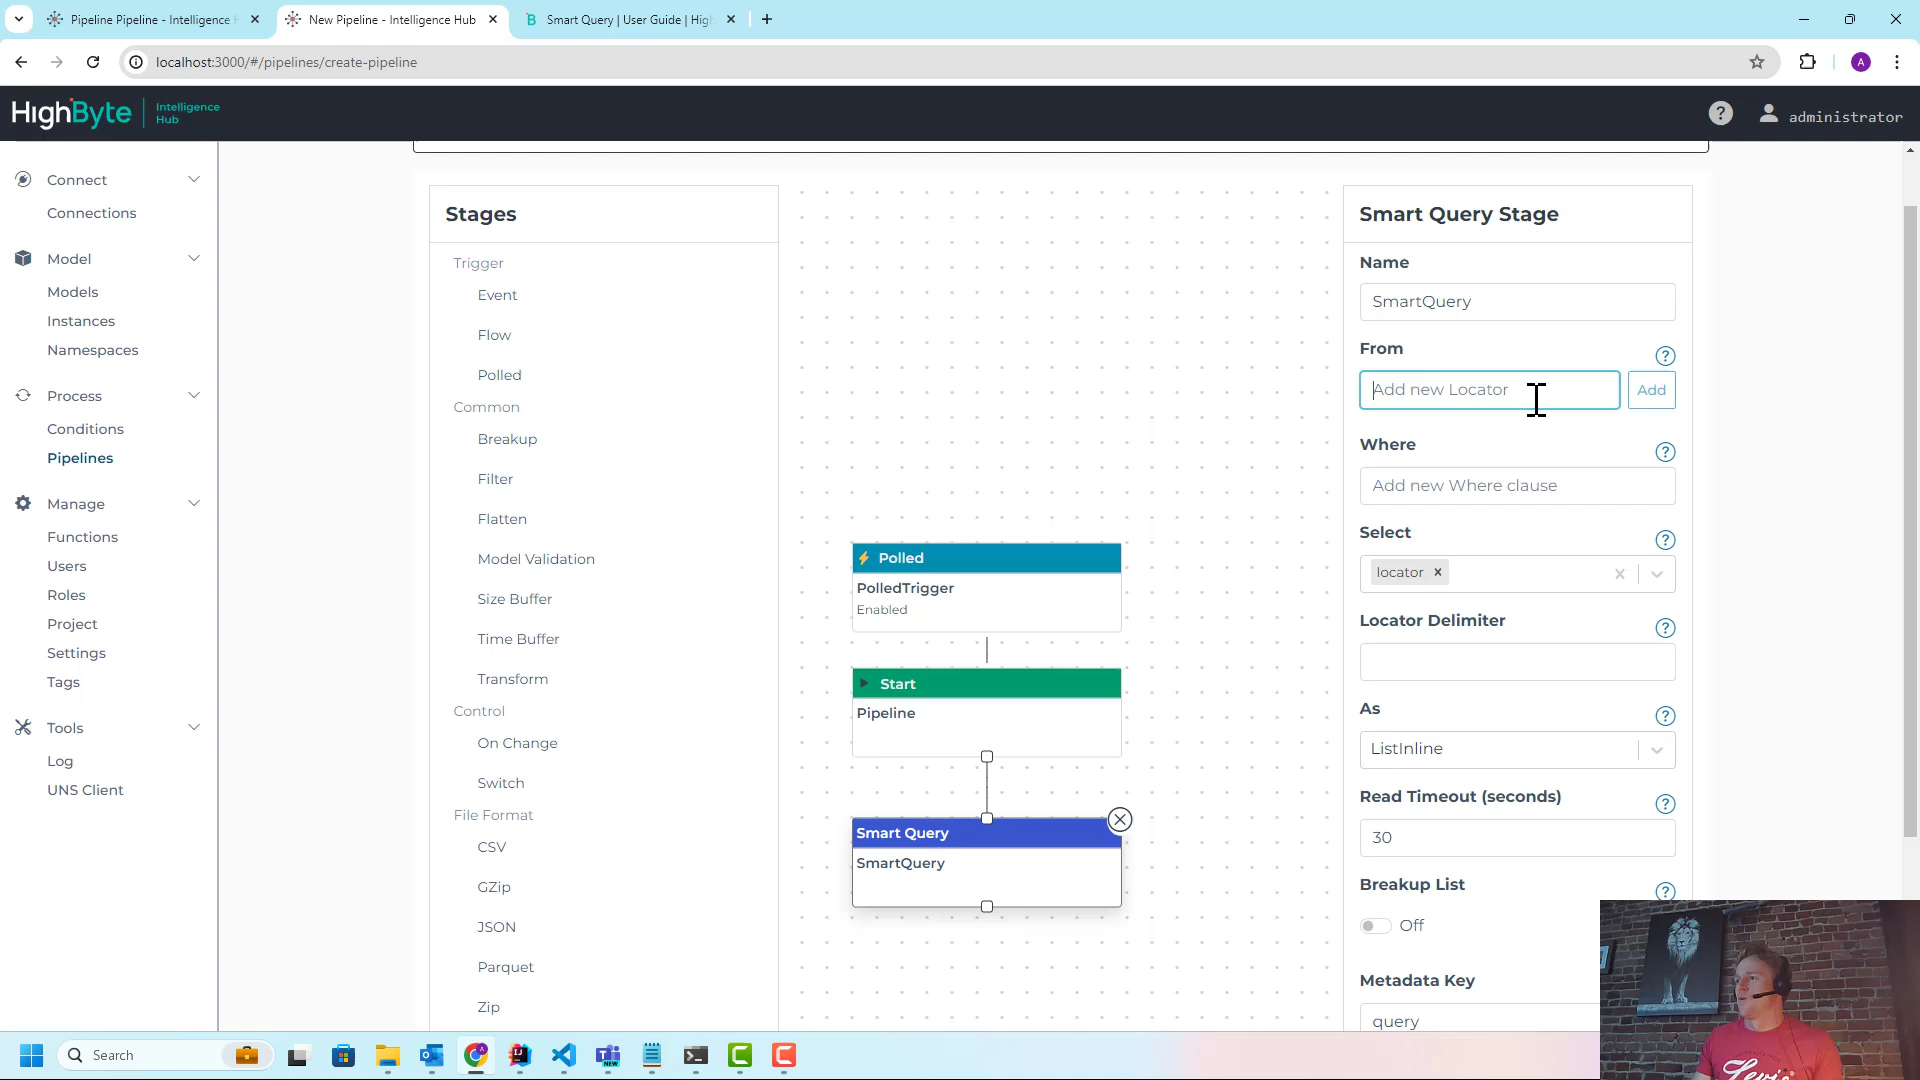 Pipeline Pipeline - Intelligence H
New Pipeline - Intelligence Hub
Smart Query | User Guide | High
localhost:3000/#/pipelines/create-pipeline
A
HighByte
Intelligence
Hub
administrator
Connect
Connections
Model
Models
Instances
Namespaces
Process
Conditions
Pipelines
Manage
Functions
Users
Roles
Project
Settings
Tags
Tools
Log
UNS Client
Stages
Trigger
Event
Flow
Polled
Common
Breakup
Filter
Flatten
Model Validation
Size Buffer
Time Buffer
Transform
Control
On Change
Switch
File Format
CSV
GZip
JSON
Parquet
Zip
Polled
PolledTrigger
Enabled
Start
Pipeline
Smart Query
SmartQuery
Smart Query Stage
Name
SmartQuery
From
Add new Locator
Add
Where
Add new Where clause
Select
locator
Locator Delimiter
As
ListInline
Read Timeout (seconds)
30
Breakup List
Off
Metadata Key
query
Search